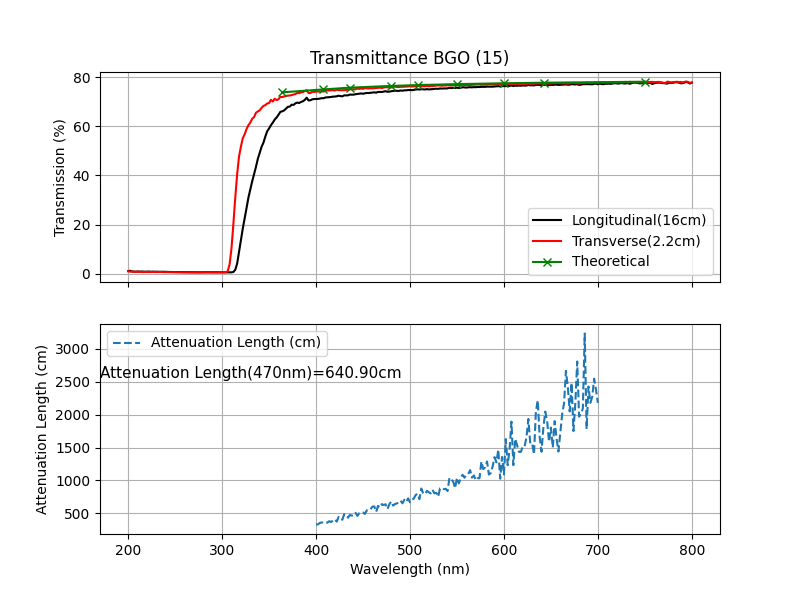 Transmittance BGO (15)
80
60
40
20
0
Transmission (%)
Longitudinal(16cm)
Transverse(2.2cm)
Theoretical
Attenuation Length (cm)
Attenuation Length(470nm)=640.90cm
3000
2500
2000
1500
1000
500
Attenuation Length (cm)
200 300 400 500 600 700 800
Wavelength (nm)